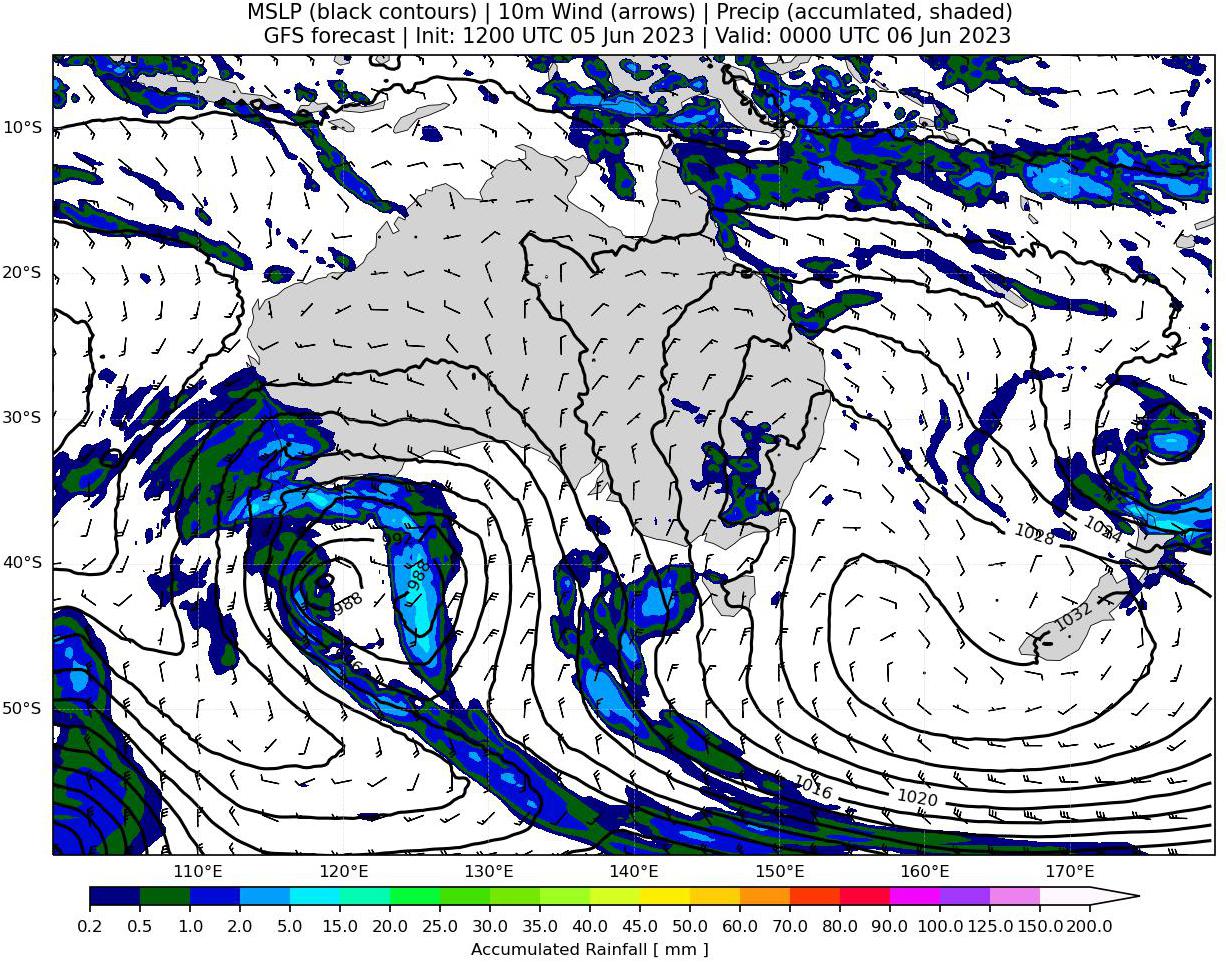 MSLP (black contours) | 10m Wind (arrows) | Precip (accumlated, shaded)
GFS forecast | Init: 1200 UTC 05 Jun 2023 | Valid: 0000 UTC 06 Jun 2023
10°S
20°S
30°S
40°S
50°S
1028
1024
988
988
1032
1016
1020
110°E 120°E 130°E 140°E 150°E 160°E 170°E
0.2 0.5 1.0 2.0 5.0 10.0 15.0 20.0 25.0 30.0 35.0 40.0 45.0 50.0 60.0 70.0 80.0 90.0 100.0 125.0 150.0 200.0
Accumulated Rainfall [ mm ]